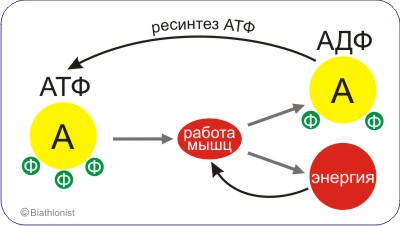 ресинтез АТФ
АТФ
АДФ
А
А
Ф
Ф
Ф
Ф
Ф
работа
мышц
энергия
© Biathlonist